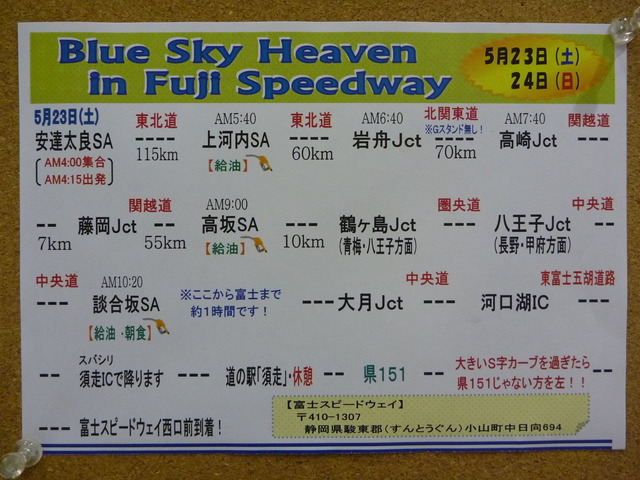 Blue Sky Heaven
in Fuji Speedway
5月23日(土)
24日(日)
5月23日(土) 東北道 AM5:40 東北道 AM6:40 北関東道 AM7:40 関越道
※Gスタンド無し!
安達太良SA ---- 上河内SA ---- 岩舟Jct ---- 高崎Jct ----
AM4:00集合 115km 【給油】 60km 70km
AM4:15出発
関越道 AM9:00 圏央道 中央道
-- 藤岡Jct -- 高坂SA --- 鶴ヶ島Jct --- 八王子Jct --
7km 55km 【給油】 10km (青梅・八王子方面) (長野・甲府方面)
中央道 AM10:20 中央道 東富士五湖道路
--- 談合坂SA ※ここから富士まで ---大月Jct --- 河口湖IC ---
約1時間です!
【給油・朝食】
スバシリ
-- 須走ICで降ります --- 道の駅「須走」・休憩 -- 県151 -- 大きいS字カーブを過ぎたら --
県151じゃない方を左!!
---- 富士スピードウェイ西口前到着!
【富士スピードウェイ】
〒410-1307
静岡県駿東郡(すんとうぐん)小山町中日向694